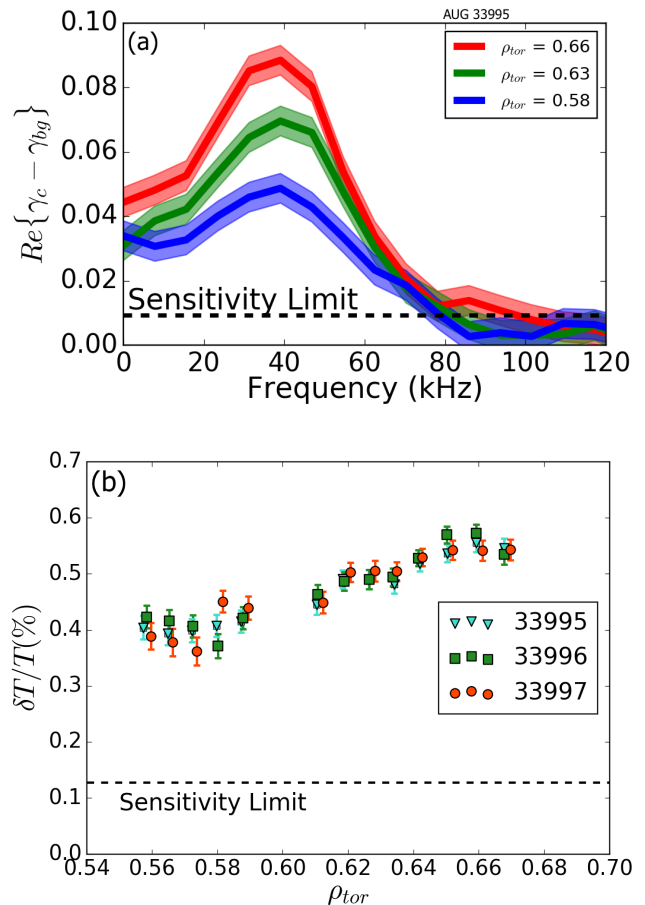 AUG 33995
(a)
0.10
0.08
0.06
0.04
0.02
0.00
Re{γc − γbg}
ρtor = 0.66
ρtor = 0.63
ρtor = 0.58
Sensitivity Limit
0 20 40 60 80 100 120
Frequency (kHz)
(b)
0.7
0.6
0.5
0.4
0.3
0.2
0.1
0.0
δT/T(%)
33995
33996
33997
Sensitivity Limit
0.54 0.56 0.58 0.60 0.62 0.64 0.66 0.68 0.70
ρtor